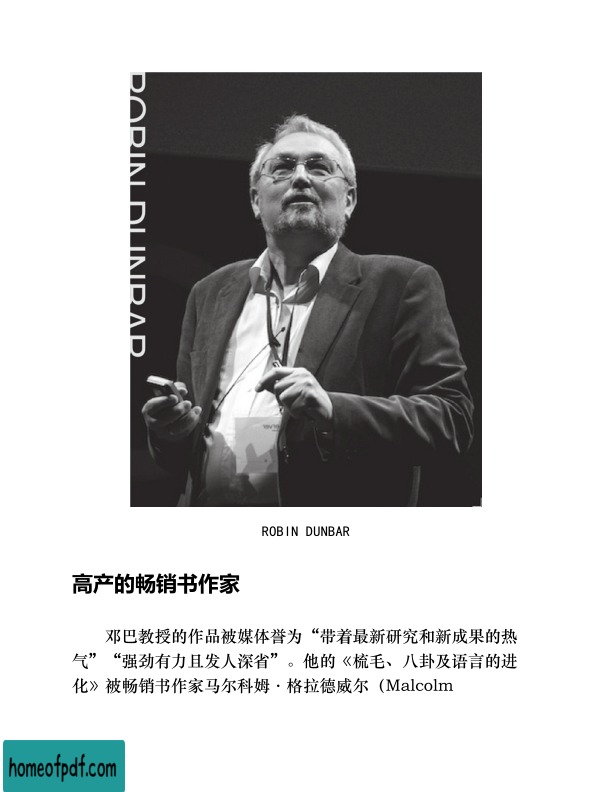 ROBIN DUNBAR
ROBIN DUNBAR
高产的畅销书作家
邓巴教授的作品被媒体誉为“带着最新研究和新成果的热
气”“强劲有力且发人深省”。他的《梳毛、八卦及语言的进
化》被畅销书作家马尔科姆·格拉德威尔（Malcolm
homeofpdf.com